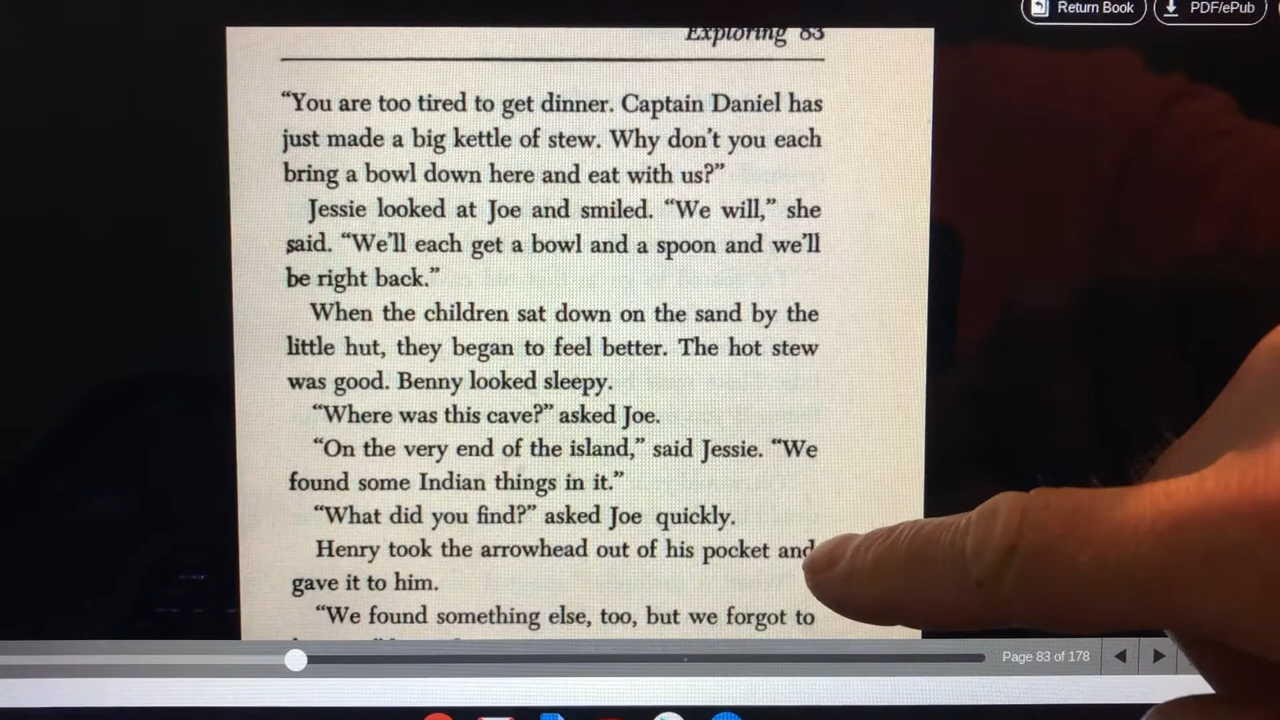 Return Book
PDF/ePub
Exploring 83
“You are too tired to get dinner. Captain Daniel has
just made a big kettle of stew. Why don’t you each
bring a bowl down here and eat with us?”
Jessie looked at Joe and smiled. “We will,” she
said. “We’ll each get a bowl and a spoon and we’ll
be right back.”
When the children sat down on the sand by the
little hut, they began to feel better. The hot stew
was good. Benny looked sleepy.
“Where was this cave?” asked Joe.
“On the very end of the island,” said Jessie. “We
found some Indian things in it.”
“What did you find?” asked Joe quickly.
Henry took the arrowhead out of his pocket and
gave it to him.
“We found something else, too, but we forgot to
Page 83 of 178